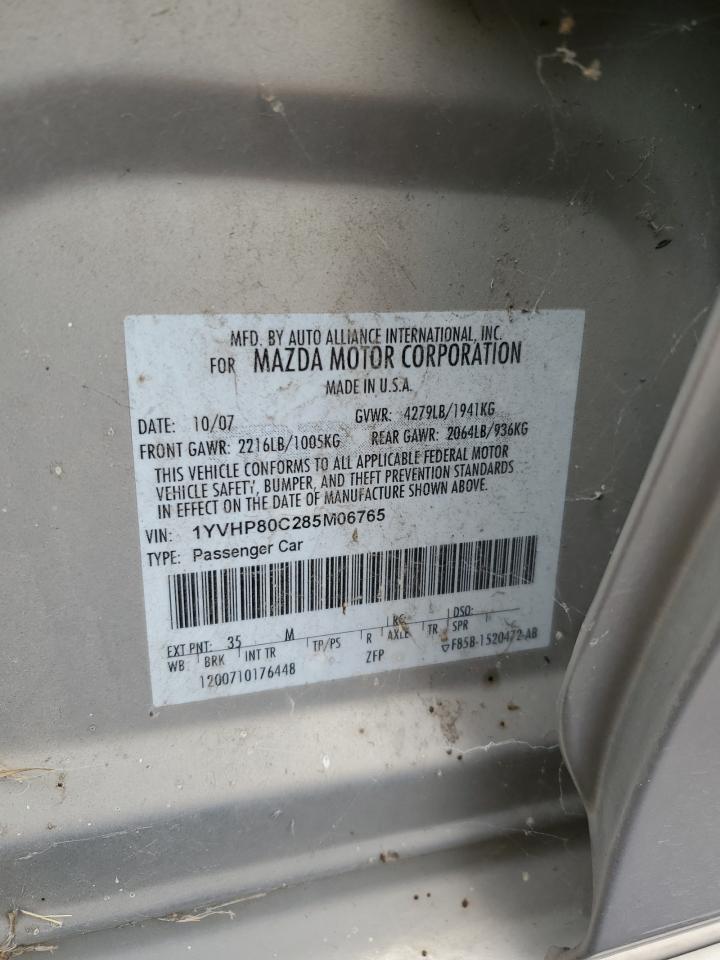 MFD. BY AUTO ALLIANCE INTERNATIONAL, INC.
FOR MAZDA MOTOR CORPORATION
MADE IN U.S.A.
DATE: 10/07 GVWR: 4279LB/1941KG
FRONT GAWR: 2216LB/1005KG REAR GAWR: 2064LB/936KG
THIS VEHICLE CONFORMS TO ALL APPLICABLE FEDERAL MOTOR
VEHICLE SAFETY, BUMPER, AND THEFT PREVENTION STANDARDS
IN EFFECT ON THE DATE OF MANUFACTURE SHOWN ABOVE.
VIN: 1YVHP80C285M06765
TYPE: Passenger Car
EXT PNT: 35 M RC: DSO:
WB BRK INT TR TP/PS R AXLE TR SPR
1200710176448 ZFP ▽F85B-1520472-AB